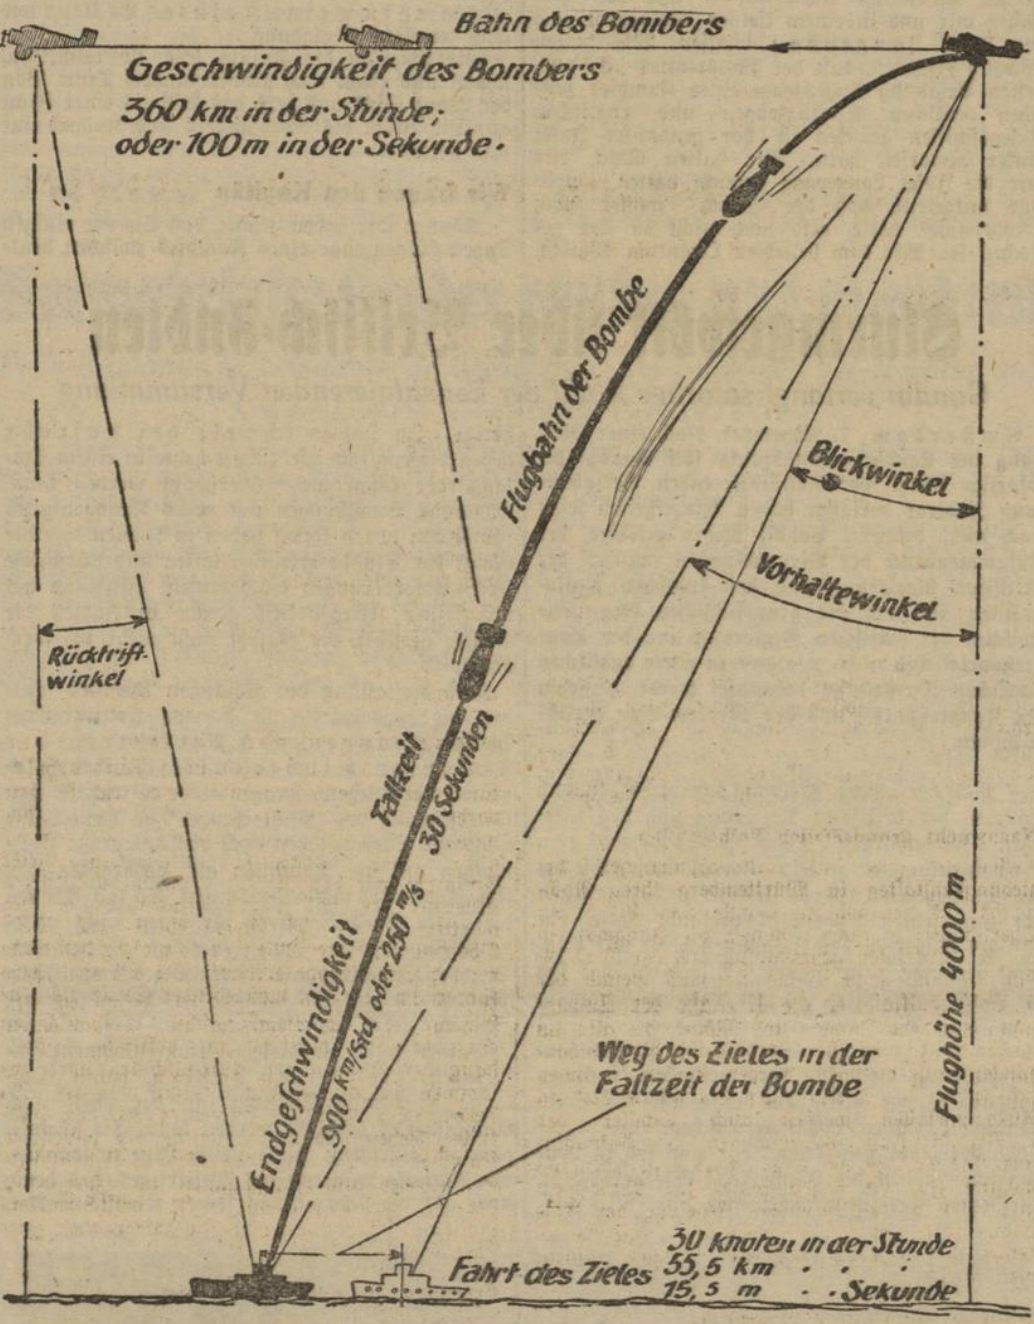 Bahn des Bombers
Geschwindigkeit des Bombers
360 km in der Stunde;
oder 100 m in der Sekunde.
Flugbahn der Bombe
Blickwinkel
Vorhaltewinkel
Rücktrift-
winkel
Fallzeit
30 Sekunden
Endgeschwindigkeit
900 km/Std oder 250 m/s
Flughöhe 4000 m
Weg des Zieles in der
Fallzeit der Bombe
Fahrt des Zieles
30 Knoten in der Stunde
55,5 km . . .
15,5 m . . Sekunde